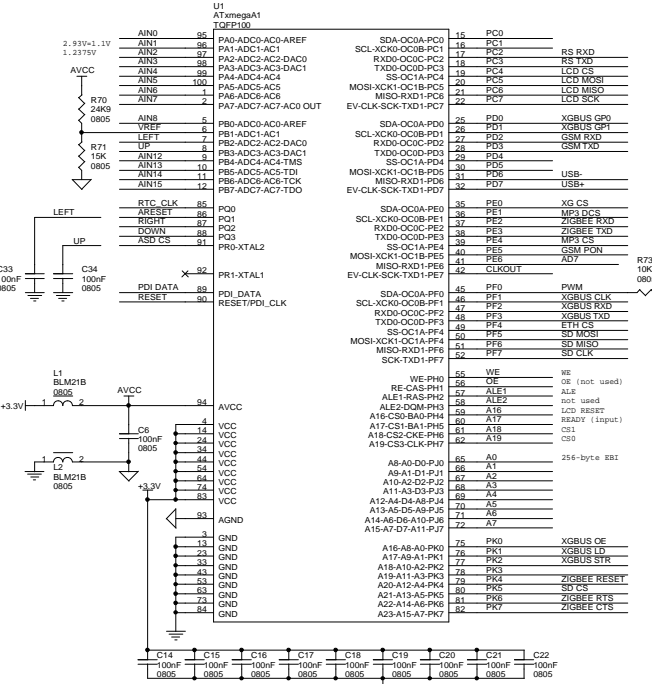 U1
ATxmegaA1
TQFP100
AIN0 95 PA0-ADC0-AC0-AREF
AIN1 96 PA1-ADC1-AC1
AIN2 97 PA2-ADC2-AC2-DAC0
AIN3 98 PA3-ADC3-AC3-DAC1
AIN4 99 PA4-ADC4-AC4
AIN5 100 PA5-ADC5-AC5
AIN6 1 PA6-ADC6-AC6
AIN7 2 PA7-ADC7-AC7-AC0 OUT
2.93V=1.1V
1.2375V
AVCC
R70
24K9
0805
R71
15K
0805
AIN8 5 PB0-ADC0-AC0-AREF
VREF 6 PB1-ADC1-AC1
LEFT 7 PB2-ADC2-AC2-DAC0
UP 8 PB3-ADC3-AC3-DAC1
AIN12 9 PB4-ADC4-AC4-TMS
AIN13 10 PB5-ADC5-AC5-TDI
AIN14 11 PB6-ADC6-AC6-TCK
AIN15 12 PB7-ADC7-AC7-TDO
RTC_CLK 85 PQ0
ARESET 86 PQ1
RIGHT 87 PQ2
DOWN 88 PQ3
ASD CS 91 PR0-XTAL2
92 PR1-XTAL1
PDI DATA 89 PDI_DATA
RESET 90 RESET/PDI_CLK
LEFT
UP
C33
100nF
0805
C34
100nF
0805
L1
BLM21B
0805
+3.3V 1 2
AVCC
94 AVCC
C6
100nF
0805
1 2
L2
BLM21B
0805
+3.3V
4 VCC
14 VCC
24 VCC
34 VCC
44 VCC
54 VCC
64 VCC
74 VCC
83 VCC
93 AGND
3 GND
13 GND
23 GND
33 GND
43 GND
53 GND
63 GND
73 GND
84 GND
SDA-OC0A-PC0 15 PC0
SCL-XCK0-OC0B-PC1 16 PC1
RXD0-OC0C-PC2 17 PC2 RS RXD
TXD0-OC0D-PC3 18 PC3 RS TXD
SS-OC1A-PC4 19 PC4 LCD CS
MOSI-XCK1-OC1B-PC5 20 PC5 LCD MOSI
MISO-RXD1-PC6 21 PC6 LCD MISO
EV-CLK-SCK-TXD1-PC7 22 PC7 LCD SCK
SDA-OC0A-PD0 25 PD0 XGBUS GP0
SCL-XCK0-OC0B-PD1 26 PD1 XGBUS GP1
RXD0-OC0C-PD2 27 PD2 GSM RXD
TXD0-OC0D-PD3 28 PD3 GSM TXD
SS-OC1A-PD4 29 PD4
MOSI-XCK1-OC1B-PD5 30 PD5
MISO-RXD1-PD6 31 PD6 USB-
EV-CLK-SCK-TXD1-PD7 32 PD7 USB+
SDA-OC0A-PE0 35 PE0 XG CS
SCL-XCK0-OC0B-PE1 36 PE1 MP3 DCS
RXD0-OC0C-PE2 37 PE2 ZIGBEE RXD
TXD0-OC0D-PE3 38 PE3 ZIGBEE TXD
SS-OC1A-PE4 39 PE4 MP3 CS
MOSI-XCK1-OC1B-PE5 40 PE5 GSM PON
MISO-RXD1-PE6 41 PE6 AD7
EV-CLK-SCK-TXD1-PE7 42 CLKOUT
R73
10K
0805
SDA-OC0A-PF0 45 PF0 PWM
SCL-XCK0-OC0B-PF1 46 PF1 XGBUS CLK
RXD0-OC0C-PF2 47 PF2 XGBUS RXD
TXD0-OC0D-PF3 48 PF3 XGBUS TXD
SS-OC1A-PF4 49 PF4 ETH CS
MOSI-XCK1-OC1A-PF4 50 PF5 SD MOSI
MISO-RXD1-PF6 51 PF6 SD MISO
SCK-TXD1-PF7 52 PF7 SD CLK
WE-PH0 55 WE WE
RE-CAS-PH1 56 OE OE (not used)
ALE1-RAS-PH2 57 ALE1 ALE
ALE2-DQM-PH3 58 ALE2 not used
A16-CS0-BA0-PH4 59 A16 LCD RESET
A17-CS1-BA1-PH5 60 A17 READY (input)
A18-CS2-CKE-PH6 61 A18 CS1
A19-CS3-CLK-PH7 62 A19 CS0
A8-A0-D0-PJ0 65 A0 256-byte EBI
A9-A1-D1-PJ1 66 A1
A10-A2-D2-PJ2 67 A2
A11-A3-D3-PJ3 68 A3
A12-A4-D4-A8-PJ4 69 A4
A13-A5-D5-A9-PJ5 70 A5
A14-A6-D6-A10-PJ6 71 A6
A15-A7-D7-A11-PJ7 72 A7
A16-A8-A0-PK0 75 PK0 XGBUS OE
A17-A9-A1-PK1 76 PK1 XGBUS LD
A18-A10-A2-PK2 77 PK2 XGBUS STR
A19-A11-A3-PK3 78 PK3
A20-A12-A4-PK4 79 PK4 ZIGBEE RESET
A21-A13-A5-PK5 80 PK5 SD CS
A22-A14-A6-PK6 81 PK6 ZIGBEE RTS
A23-A15-A7-PK7 82 PK7 ZIGBEE CTS
C14 C15 C16 C17 C18 C19 C20 C21 C22
100nF 100nF 100nF 100nF 100nF 100nF 100nF 100nF 100nF
0805 0805 0805 0805 0805 0805 0805 0805 0805